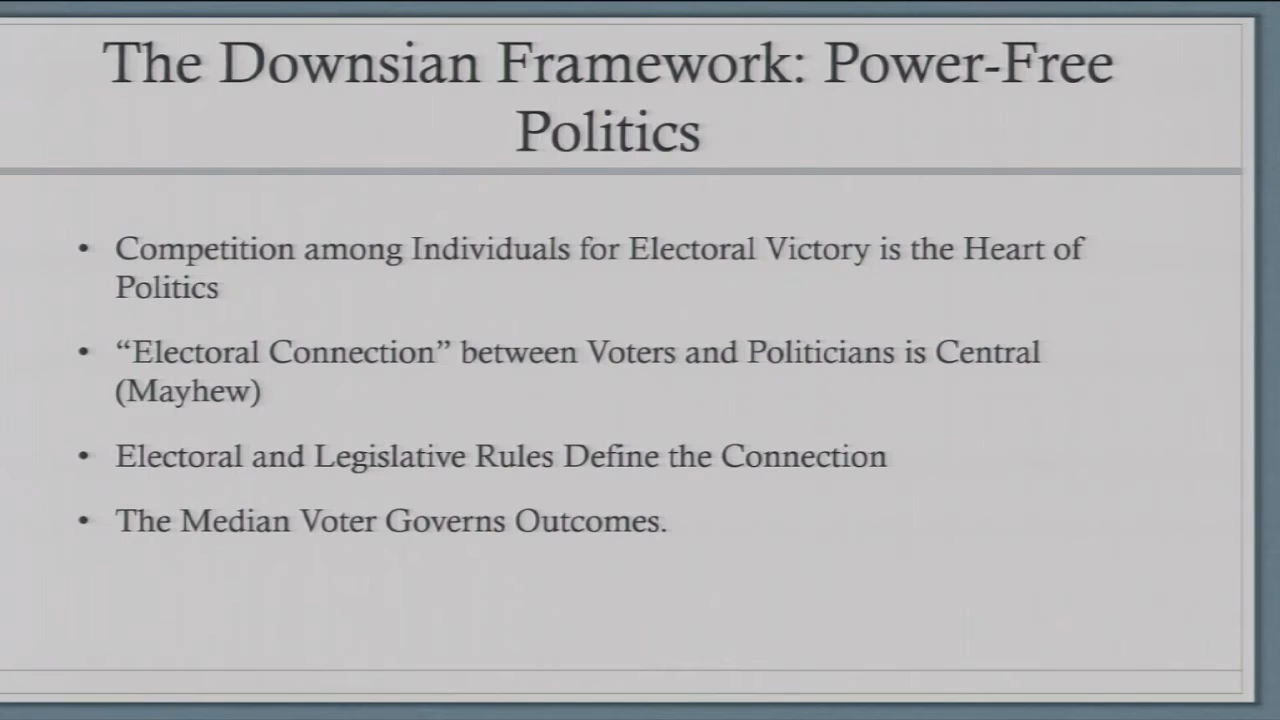 The Downsian Framework: Power-Free
Politics
• Competition among Individuals for Electoral Victory is the Heart of
Politics
• “Electoral Connection” between Voters and Politicians is Central
(Mayhew)
• Electoral and Legislative Rules Define the Connection
• The Median Voter Governs Outcomes.